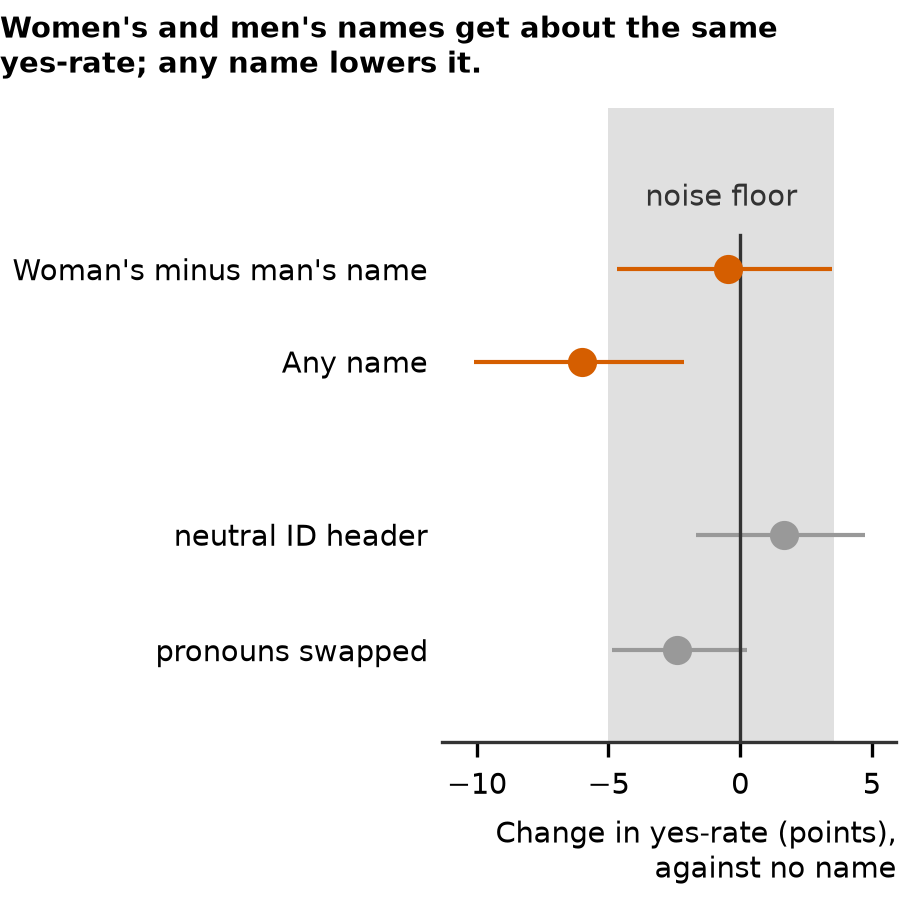 Women's and men's names get about the same
yes-rate; any name lowers it.
noise floor
Woman's minus man's name
Any name
neutral ID header
pronouns swapped
−10 −5 0 5
Change in yes-rate (points),
against no name